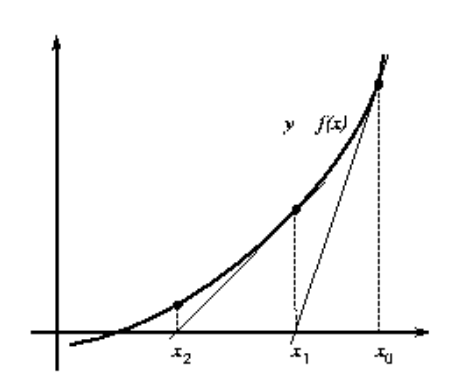 y f(x)
x₂ x₁ x₀